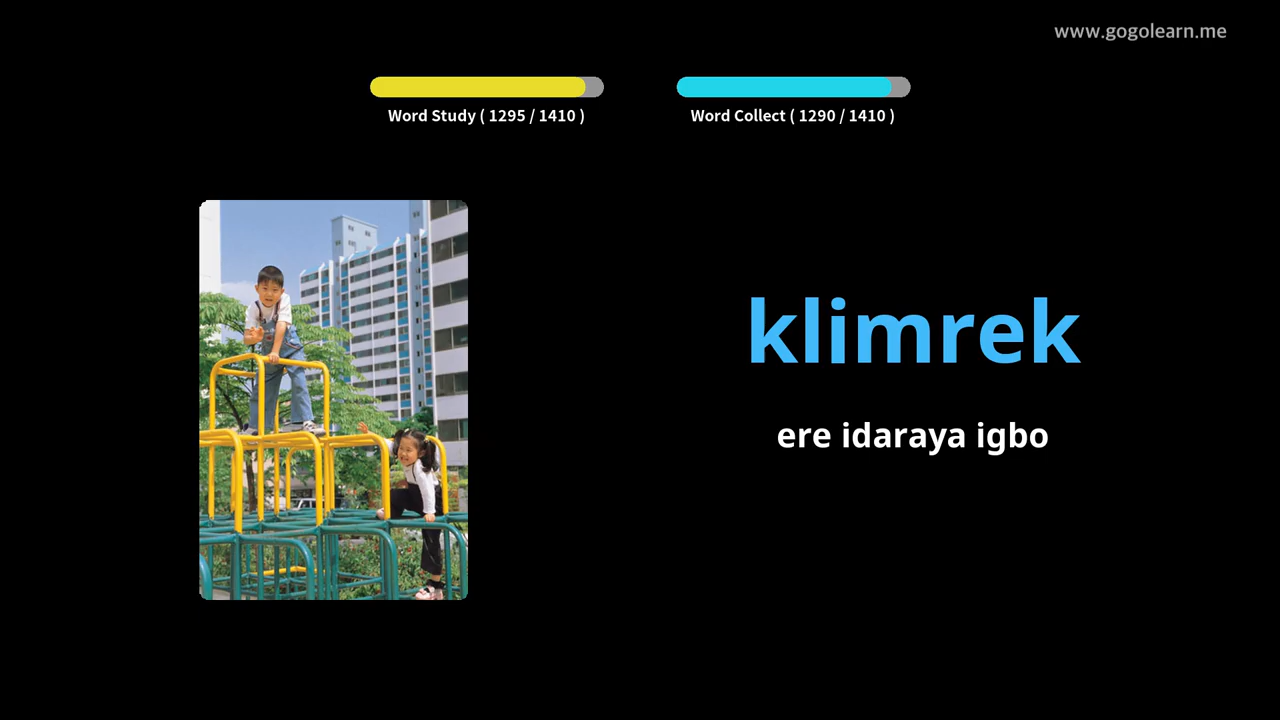 www.gogolearn.me
Word Study ( 1295 / 1410 )
Word Collect ( 1290 / 1410 )
klimrek
ere idaraya igbo